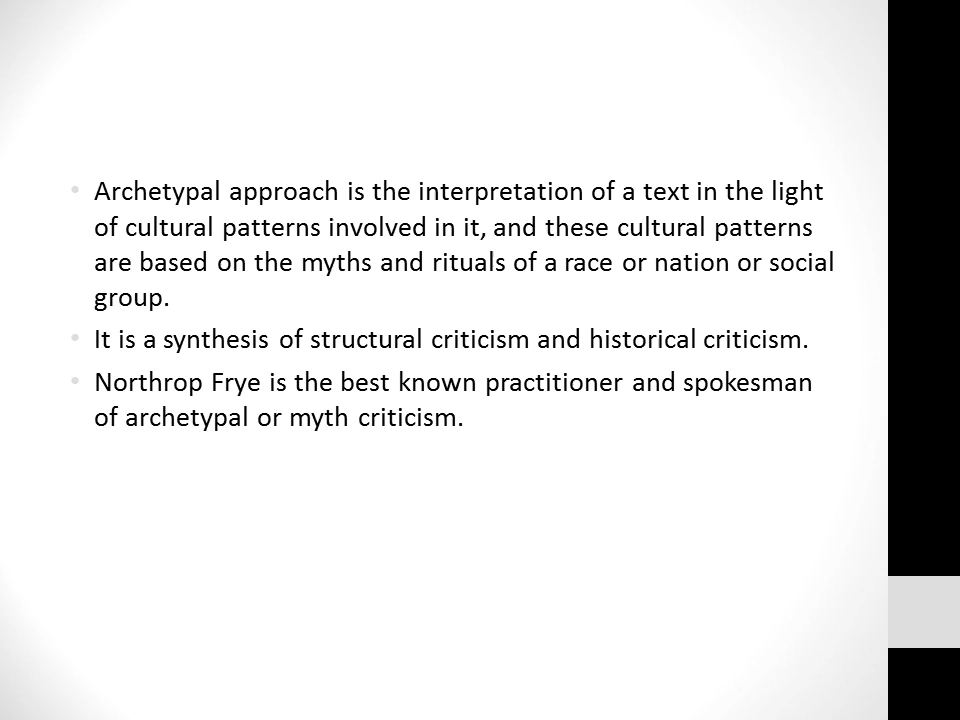 • Archetypal approach is the interpretation of a text in the light
of cultural patterns involved in it, and these cultural patterns
are based on the myths and rituals of a race or nation or social
group.
• It is a synthesis of structural criticism and historical criticism.
• Northrop Frye is the best known practitioner and spokesman
of archetypal or myth criticism.